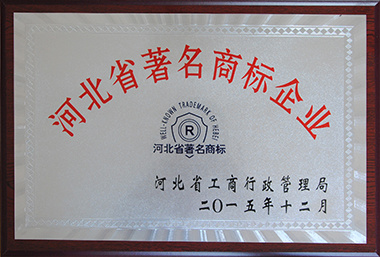 河北省著名商标企业
WELL-KNOWN TRADEMARK OF HEBEI
R
河北省著名商标
河北省工商行政管理局
二〇一五年十二月